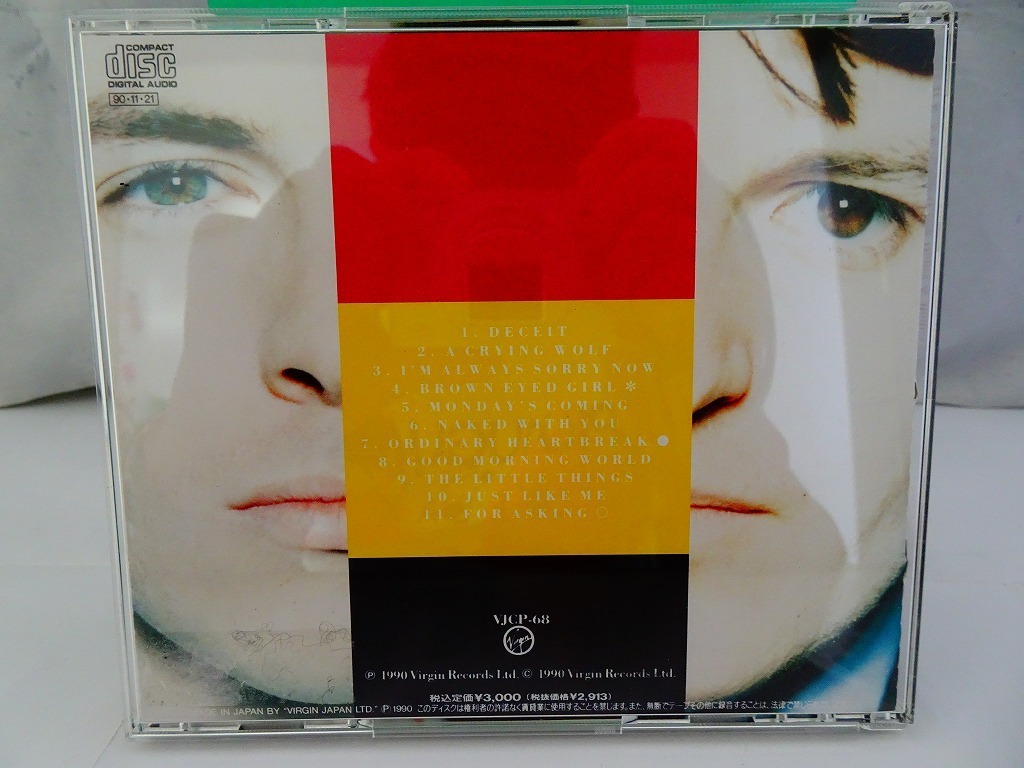 COMPACT
disc
DIGITAL AUDIO
90・11・21
1. DECEIT
2. A CRYING WOLF
3. I'M ALWAYS SORRY NOW
4. BROWN EYED GIRL ✻
5. MONDAY'S COMING
6. NAKED WITH YOU
7. ORDINARY HEARTBREAK ●
8. GOOD MORNING WORLD
9. THE LITTLE THINGS
10. JUST LIKE ME
11. FOR ASKING ○
VJCP-68
Virgin
Ⓟ 1990 Virgin Records Ltd. © 1990 Virgin Records Ltd.
税込定価¥3,000 (税抜価格¥2,913)
IN JAPAN BY "VIRGIN JAPAN LTD." Ⓟ1990 このディスクは権利者の許諾なく賃貸業に使用することを禁じます。また、無断でテープその他に録音することは、法律で禁じ